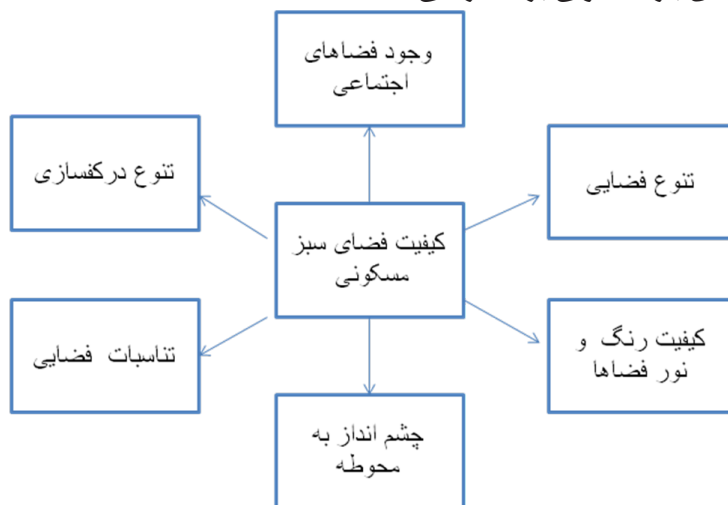 وجود فضاهای
اجتماعی
تنوع فضایی
تنوع درکفسازی
کیفیت فضای سبز
مسکونی
کیفیت رنگ و
نور فضاها
تناسبات فضایی
چشم انداز به
محوطه